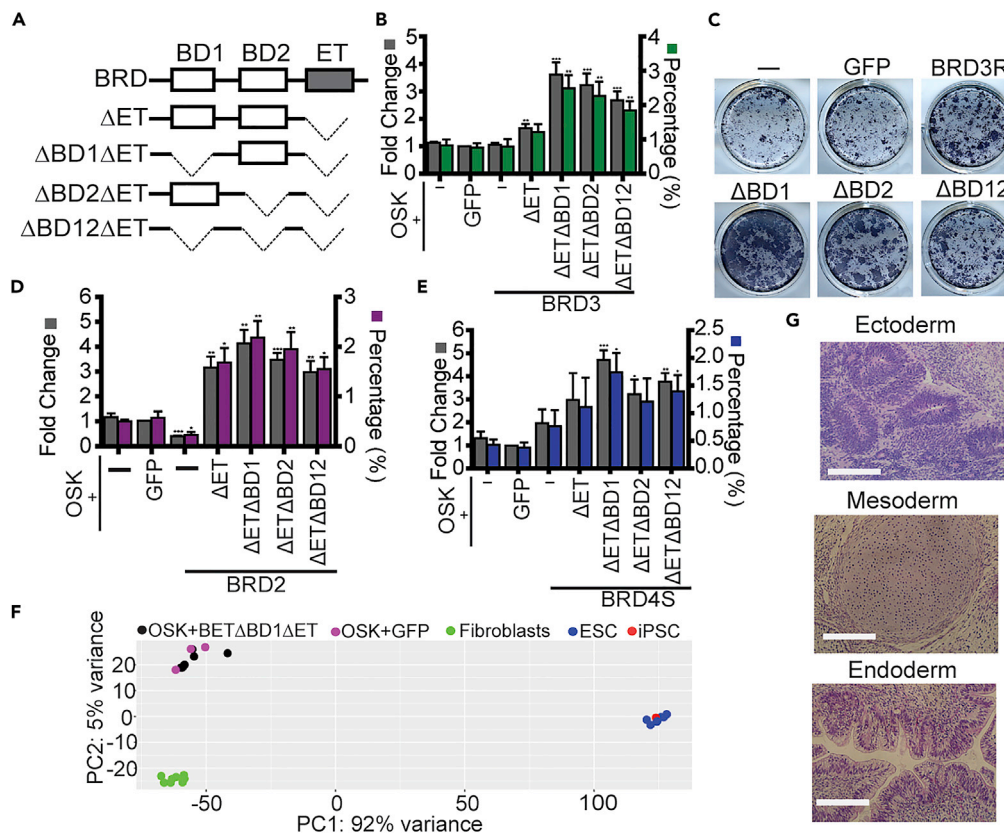 A
BD1 BD2 ET
BRD
ΔET
ΔBD1ΔET
ΔBD2ΔET
ΔBD12ΔET
B
Fold Change
5
4
3
2
1
0
4
3
2
1
0
Percentage (%)
***
**
***
**
***
**
**
OSK +
-
GFP
-
ΔET
ΔETΔBD1
ΔETΔBD2
ΔETΔBD12
BRD3
C
— GFP BRD3R
ΔBD1 ΔBD2 ΔBD12
D
Fold Change
6
5
4
3
2
1
0
3
2
1
0
Percentage (%)
***
*
**
*
**
**
***
**
**
*
OSK +
—
GFP
—
ΔET
ΔETΔBD1
ΔETΔBD2
ΔETΔBD12
BRD2
E
Fold Change
6
5
4
3
2
1
0
2.5
2.0
1.5
1.0
0.5
0.0
Percentage (%)
***
*
*
**
*
OSK +
-
GFP
-
ΔET
ΔETΔBD1
ΔETΔBD2
ΔETΔBD12
BRD4S
F
OSK+BETΔBD1ΔET OSK+GFP Fibroblasts ESC iPSC
PC2: 5% variance
20
10
0
-10
-20
-50 0 50 100
PC1: 92% variance
G
Ectoderm
Mesoderm
Endoderm